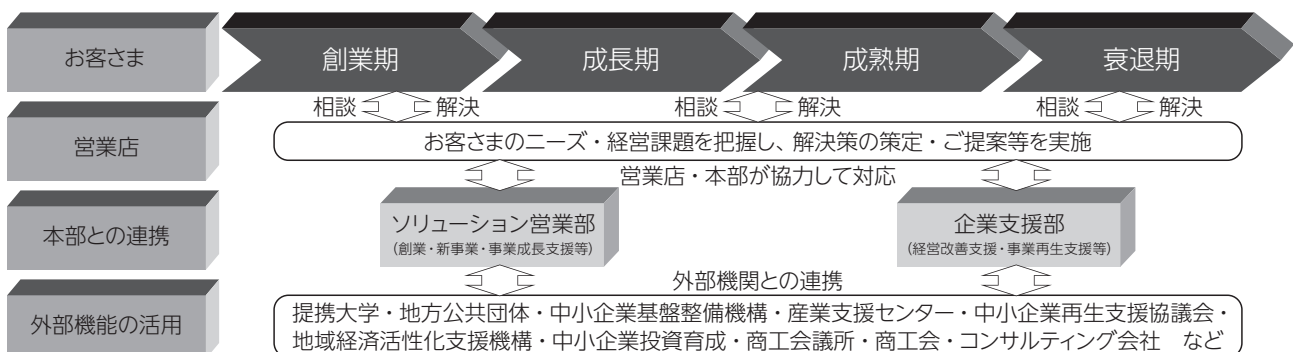 お客さま
創業期
成長期
成熟期
衰退期
相談 解決
相談 解決
相談 解決
営業店
お客さまのニーズ・経営課題を把握し、解決策の策定・ご提案等を実施
営業店・本部が協力して対応
本部との連携
ソリューション営業部
(創業・新事業・事業成長支援等)
企業支援部
(経営改善支援・事業再生支援等)
外部機関との連携
外部機能の活用
提携大学・地方公共団体・中小企業基盤整備機構・産業支援センター・中小企業再生支援協議会・
地域経済活性化支援機構・中小企業投資育成・商工会議所・商工会・コンサルティング会社 など